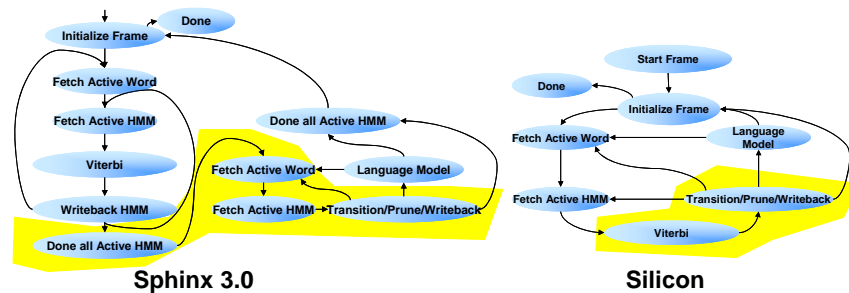 Done
Initialize Frame
Fetch Active Word
Fetch Active HMM
Viterbi
Writeback HMM
Done all Active HMM
Done all Active HMM
Fetch Active Word
Language Model
Fetch Active HMM
Transition/Prune/Writeback
Sphinx 3.0
Start Frame
Done
Initialize Frame
Fetch Active Word
Language
Model
Fetch Active HMM
Transition/Prune/Writeback
Viterbi
Silicon